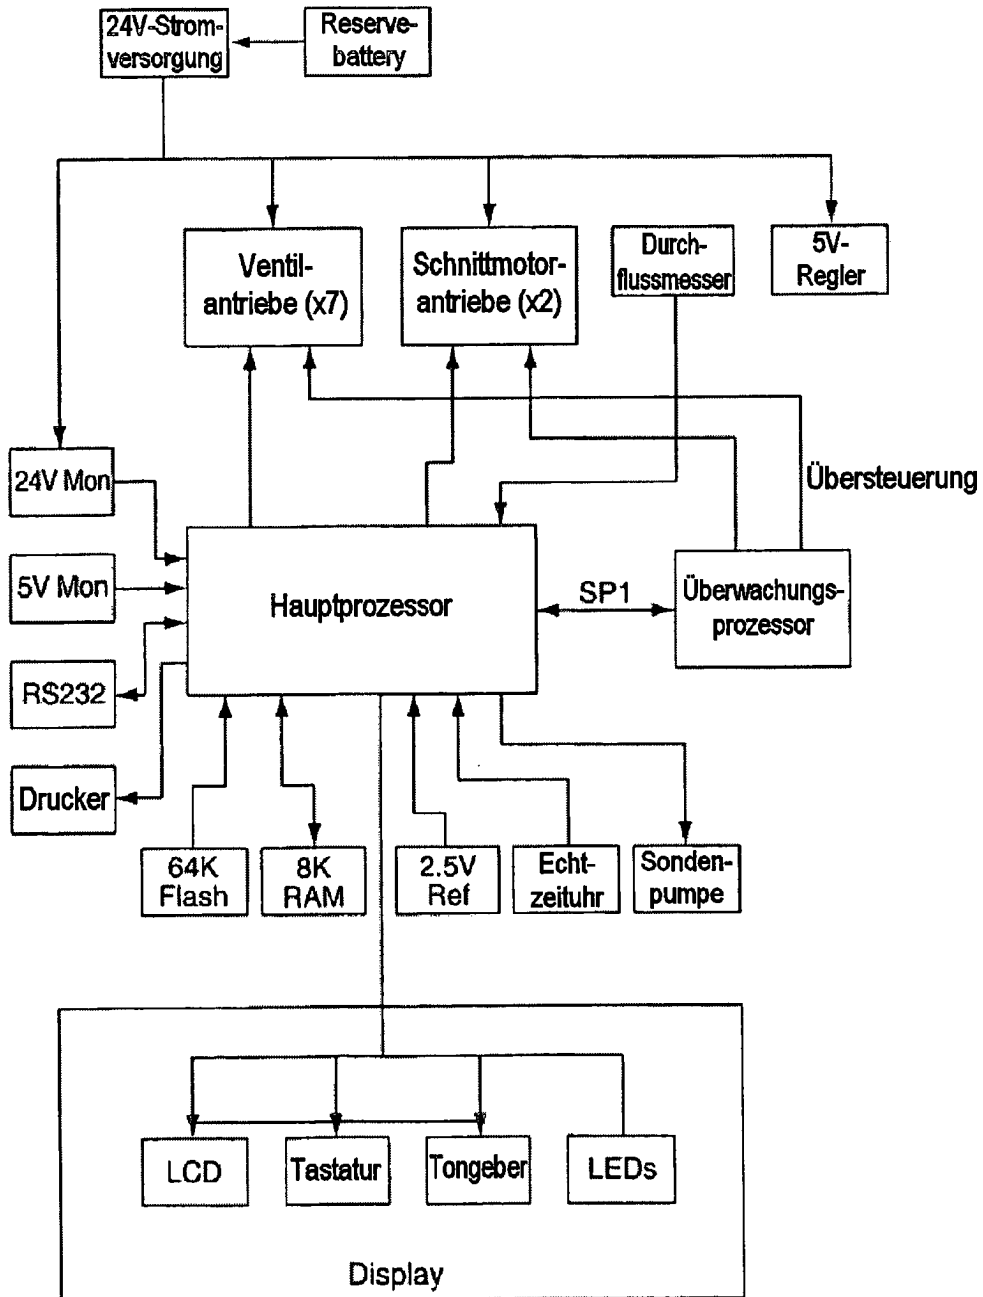 24V-Strom-
versorgung
Reserve-
battery
Ventil-
antriebe (x7)
Schnittmotor-
antriebe (x2)
Durch-
flussmesser
5V-
Regler
24V Mon
Übersteuerung
5V Mon
Hauptprozessor
SP1
Überwachungs-
prozessor
RS232
Drucker
64K
Flash
8K
RAM
2.5V
Ref
Echt-
zeituhr
Sonden-
pumpe
LCD
Tastatur
Tongeber
LEDs
Display